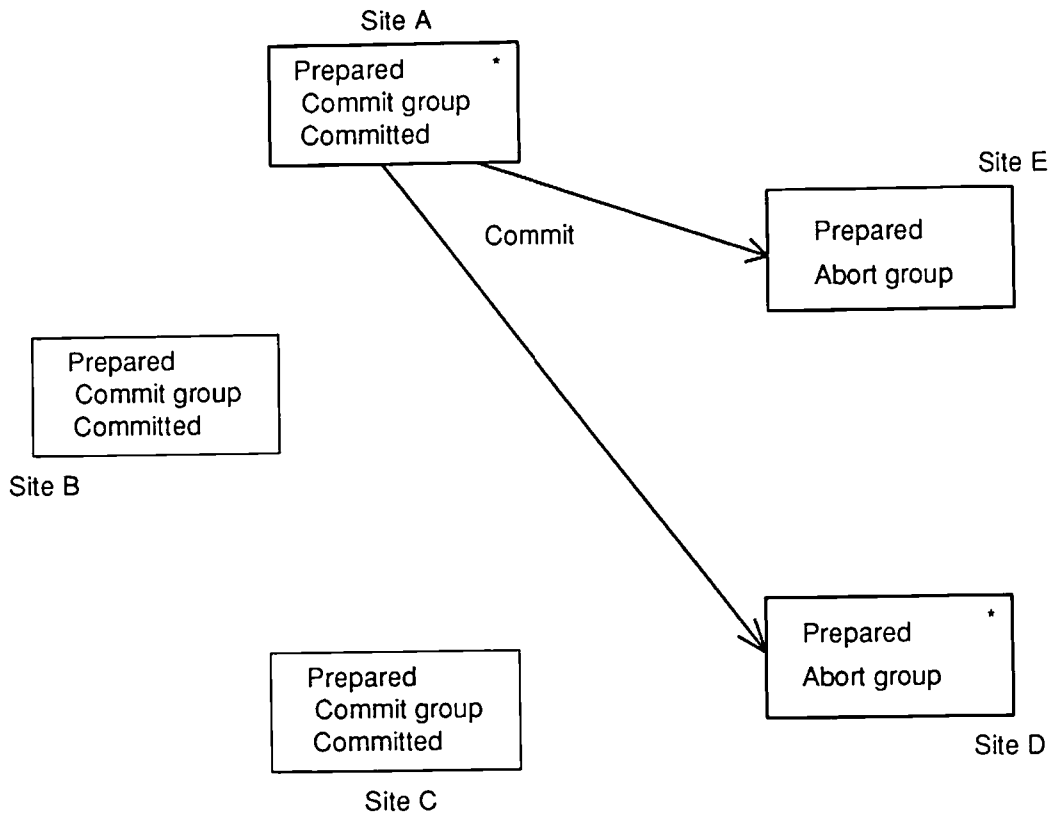 Site A
Prepared *
Commit group
Committed
Site E
Prepared
Abort group
Commit
Prepared
Commit group
Committed
Site B
Prepared *
Abort group
Site D
Prepared
Commit group
Committed
Site C